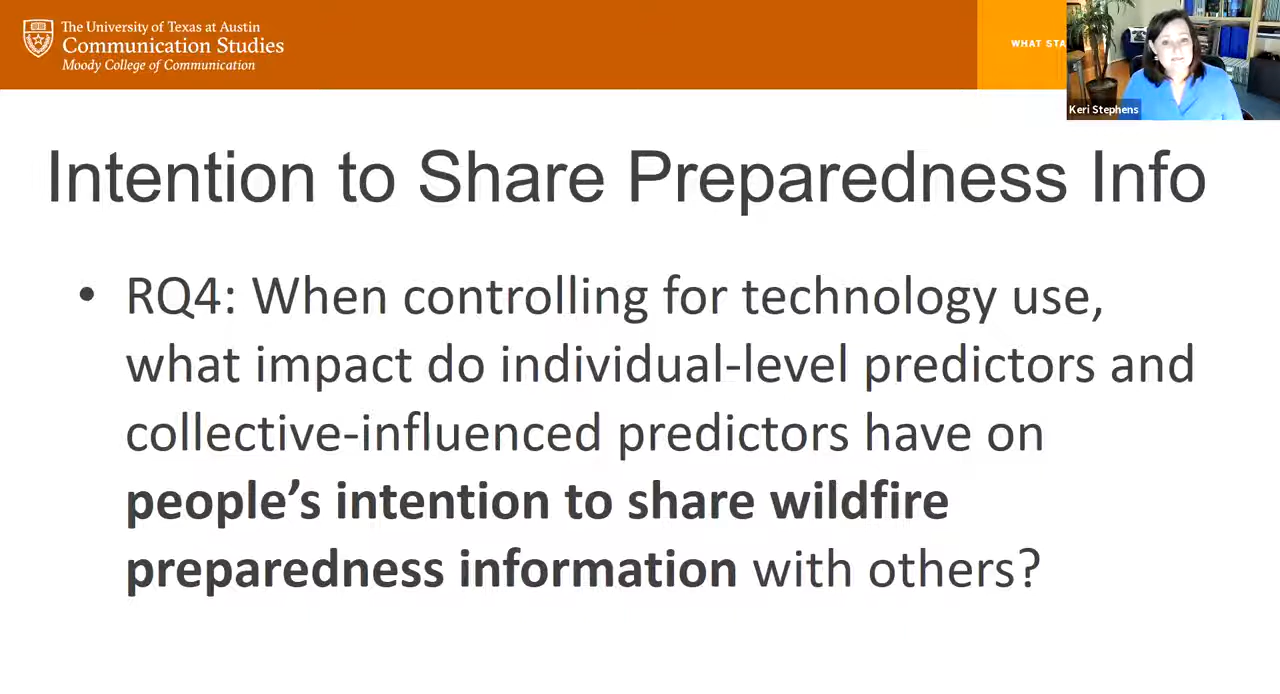 The University of Texas at Austin
Communication Studies
Moody College of Communication
WHAT STA
Keri Stephens
Intention to Share Preparedness Info
• RQ4: When controlling for technology use,
what impact do individual-level predictors and
collective-influenced predictors have on
people’s intention to share wildfire
preparedness information with others?